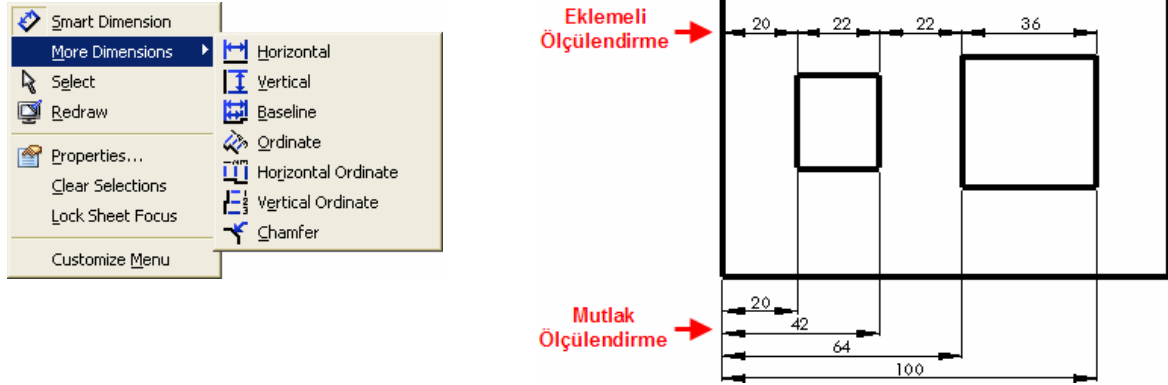 Smart Dimension
More Dimensions
Select
Redraw
Properties...
Clear Selections
Lock Sheet Focus
Customize Menu
Horizontal
Vertical
Baseline
Ordinate
Horizontal Ordinate
Vertical Ordinate
Chamfer
Eklemeli
Ölçülendirme
20 22 22 36
Mutlak
Ölçülendirme
20
42
64
100